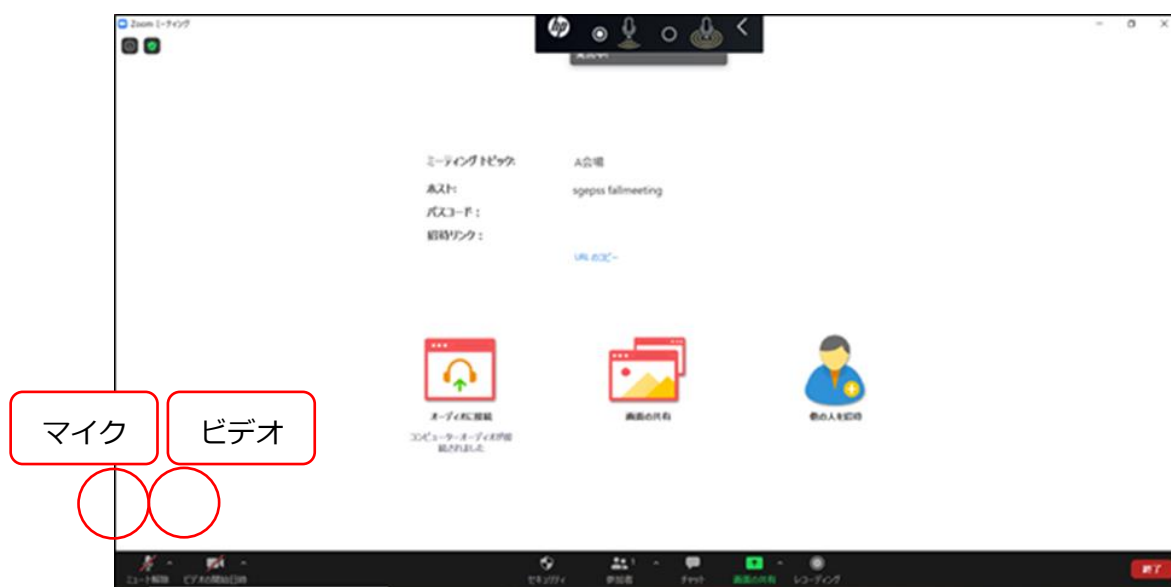 Zoom ミーティング
hp
ミーティング トピック:
A会場
ホスト:
sgepss fallmeeting
パスコード：
招待リンク：
URL のコピー
オーディオに接続
画面の共有
他の人を招待
コンピューターオーディオが接
続されました
マイク
ビデオ
ミュート解除
ビデオの開始日時
セキュリティ
参加者
1
チャット
画面の共有
レコーディング
終了